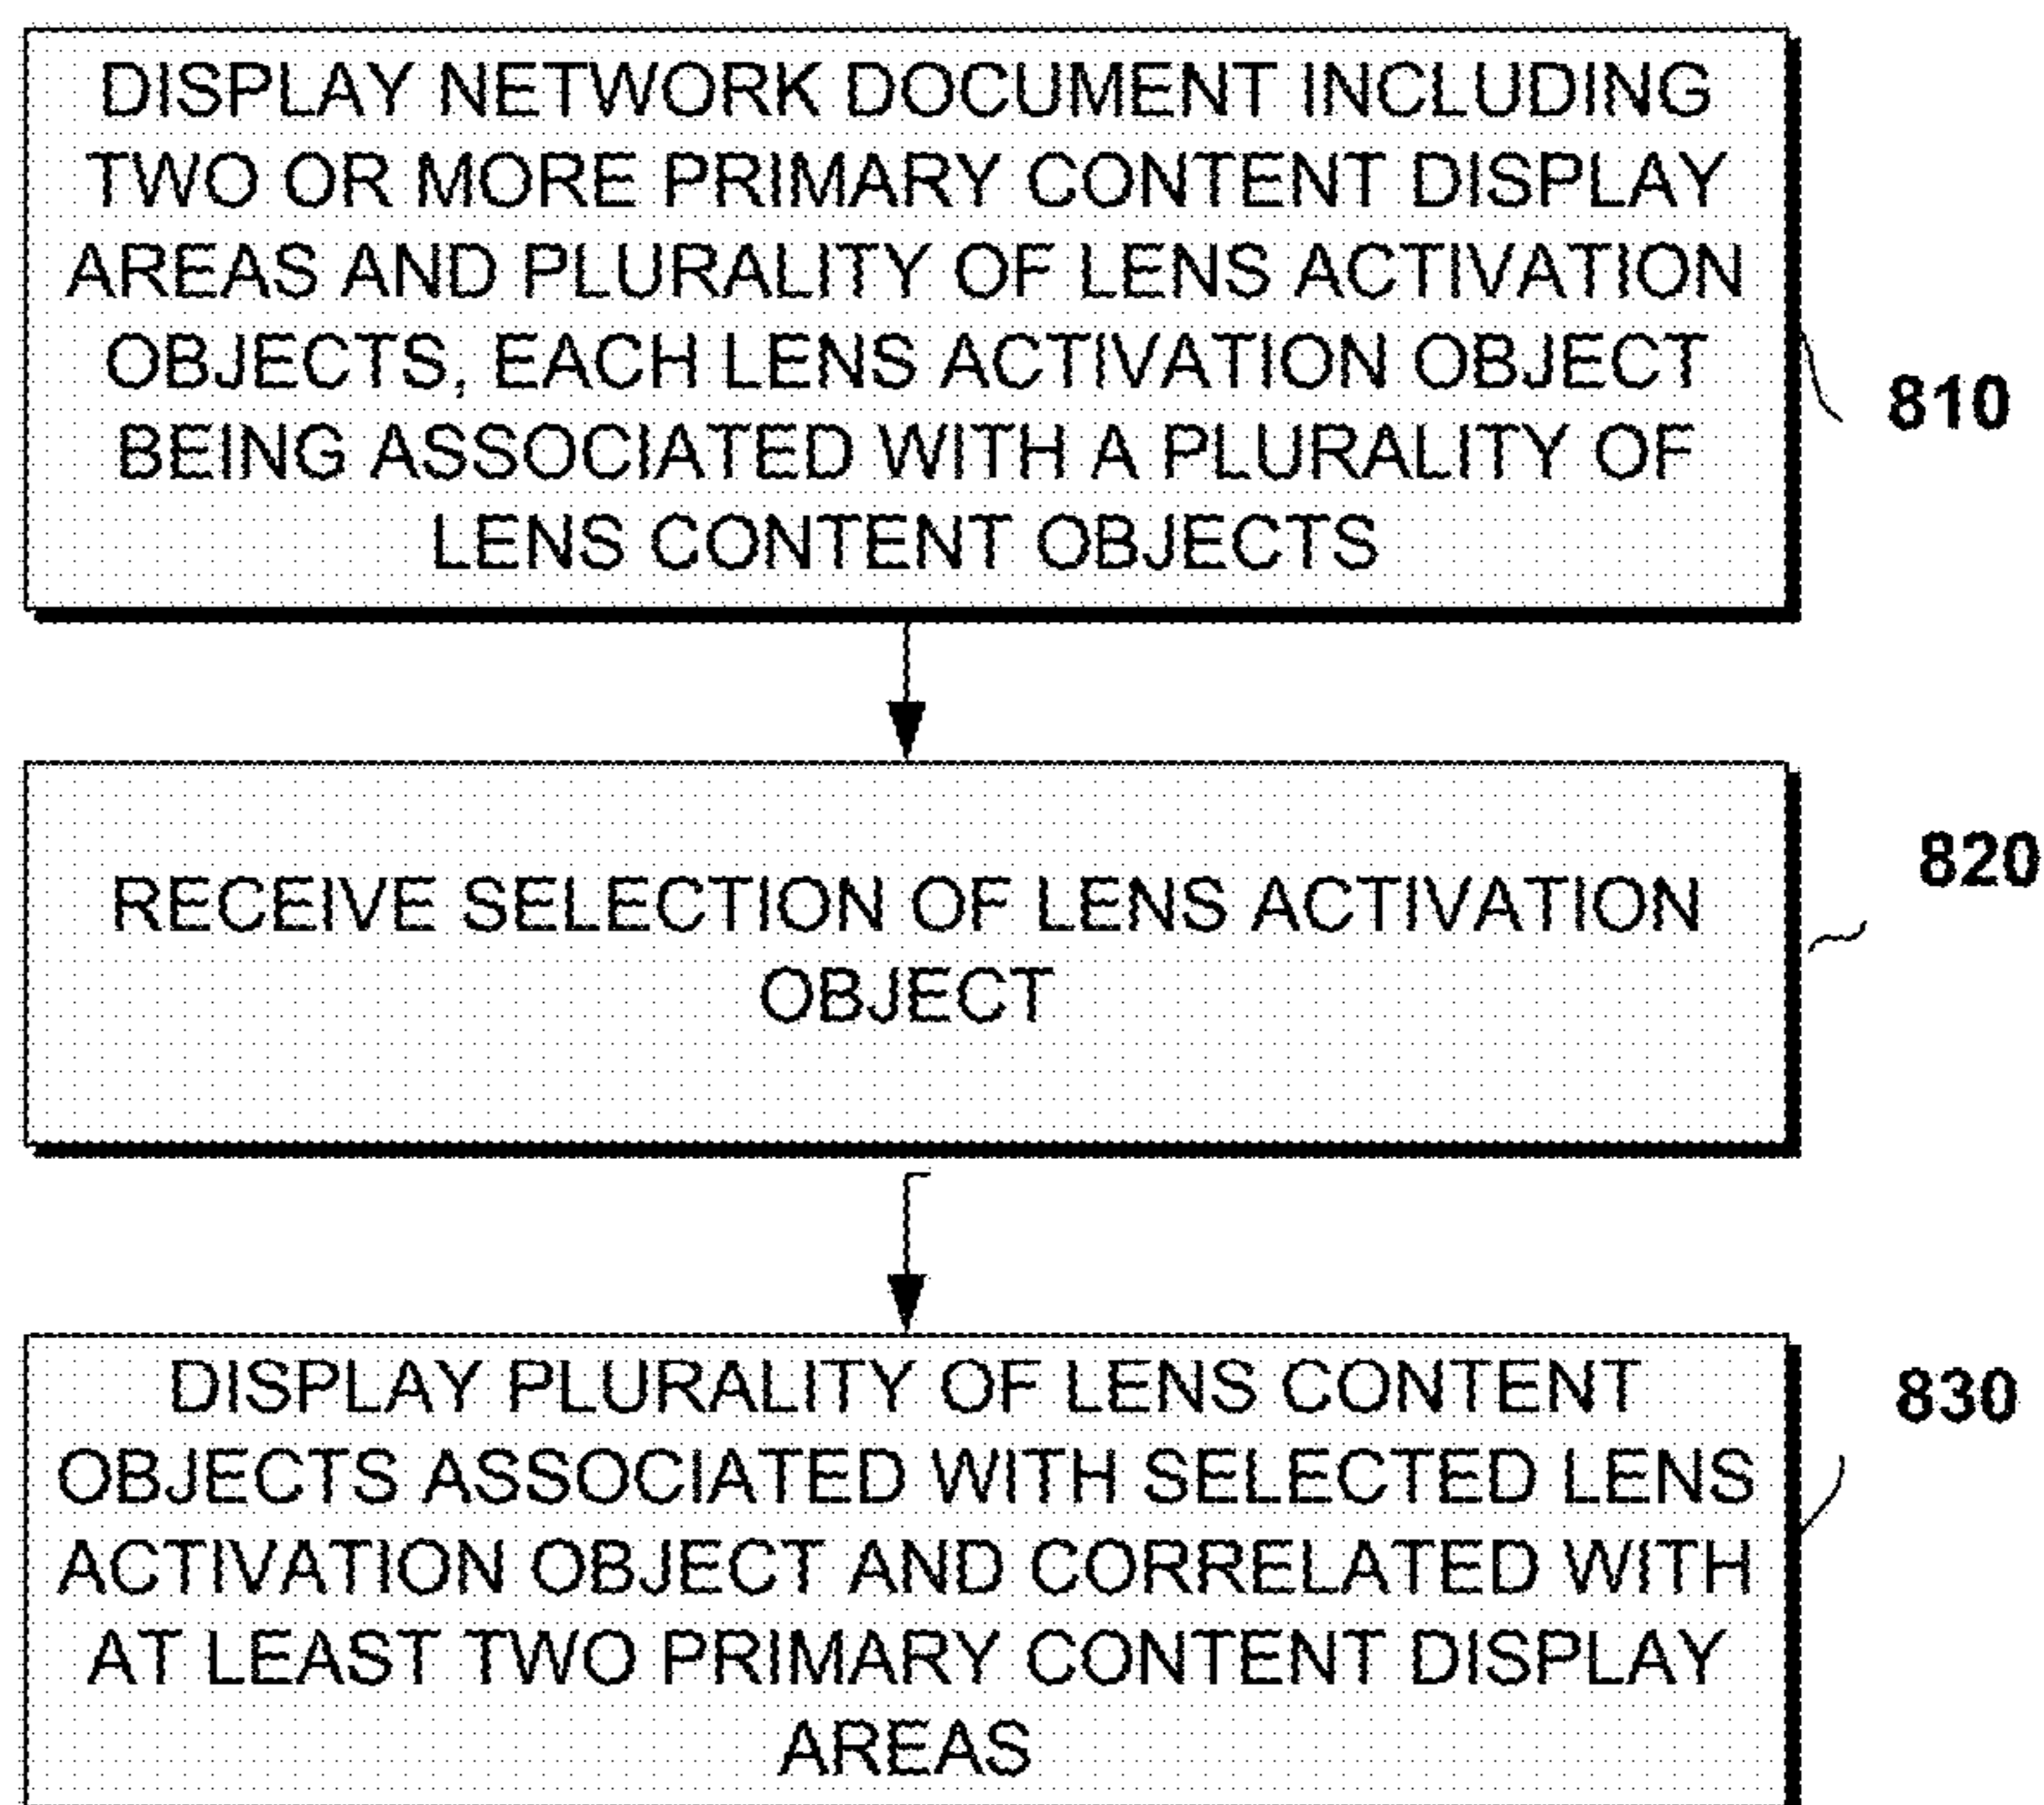 DISPLAY NETWORK DOCUMENT INCLUDING
TWO OR MORE PRIMARY CONTENT DISPLAY
AREAS AND PLURALITY OF LENS ACTIVATION
OBJECTS, EACH LENS ACTIVATION OBJECT
BEING ASSOCIATED WITH A PLURALITY OF
LENS CONTENT OBJECTS
810
RECEIVE SELECTION OF LENS ACTIVATION
OBJECT
820
DISPLAY PLURALITY OF LENS CONTENT
OBJECTS ASSOCIATED WITH SELECTED LENS
ACTIVATION OBJECT AND CORRELATED WITH
AT LEAST TWO PRIMARY CONTENT DISPLAY
AREAS
830